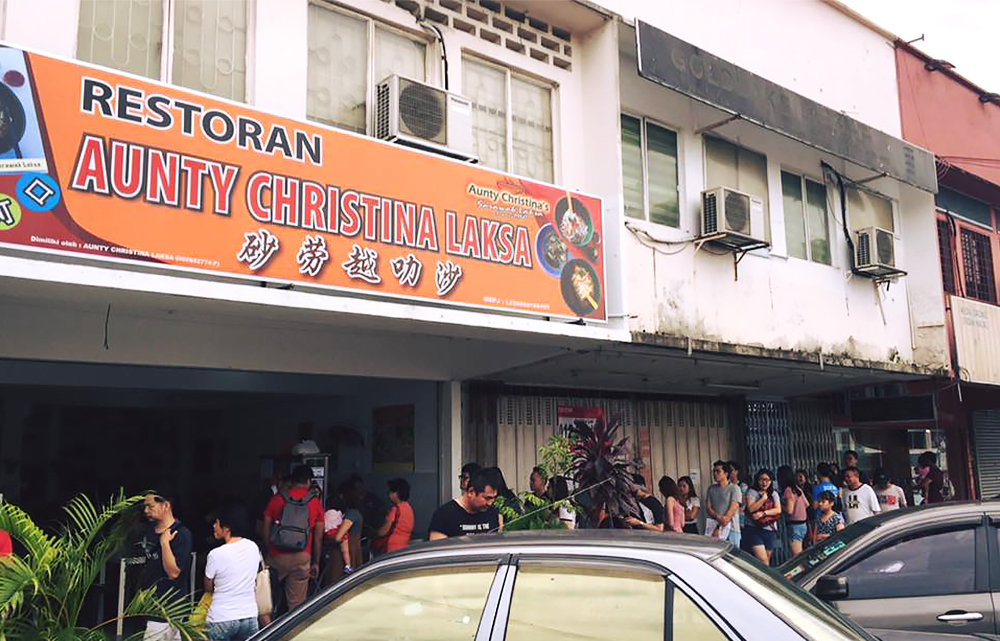 RESTORAN
AUNTY CHRISTINA LAKSA
砂劳越叻沙
Aunty Christina's
Sarawak Laksa
Dimiliki oleh : AUNTY CHRISTINA LAKSA